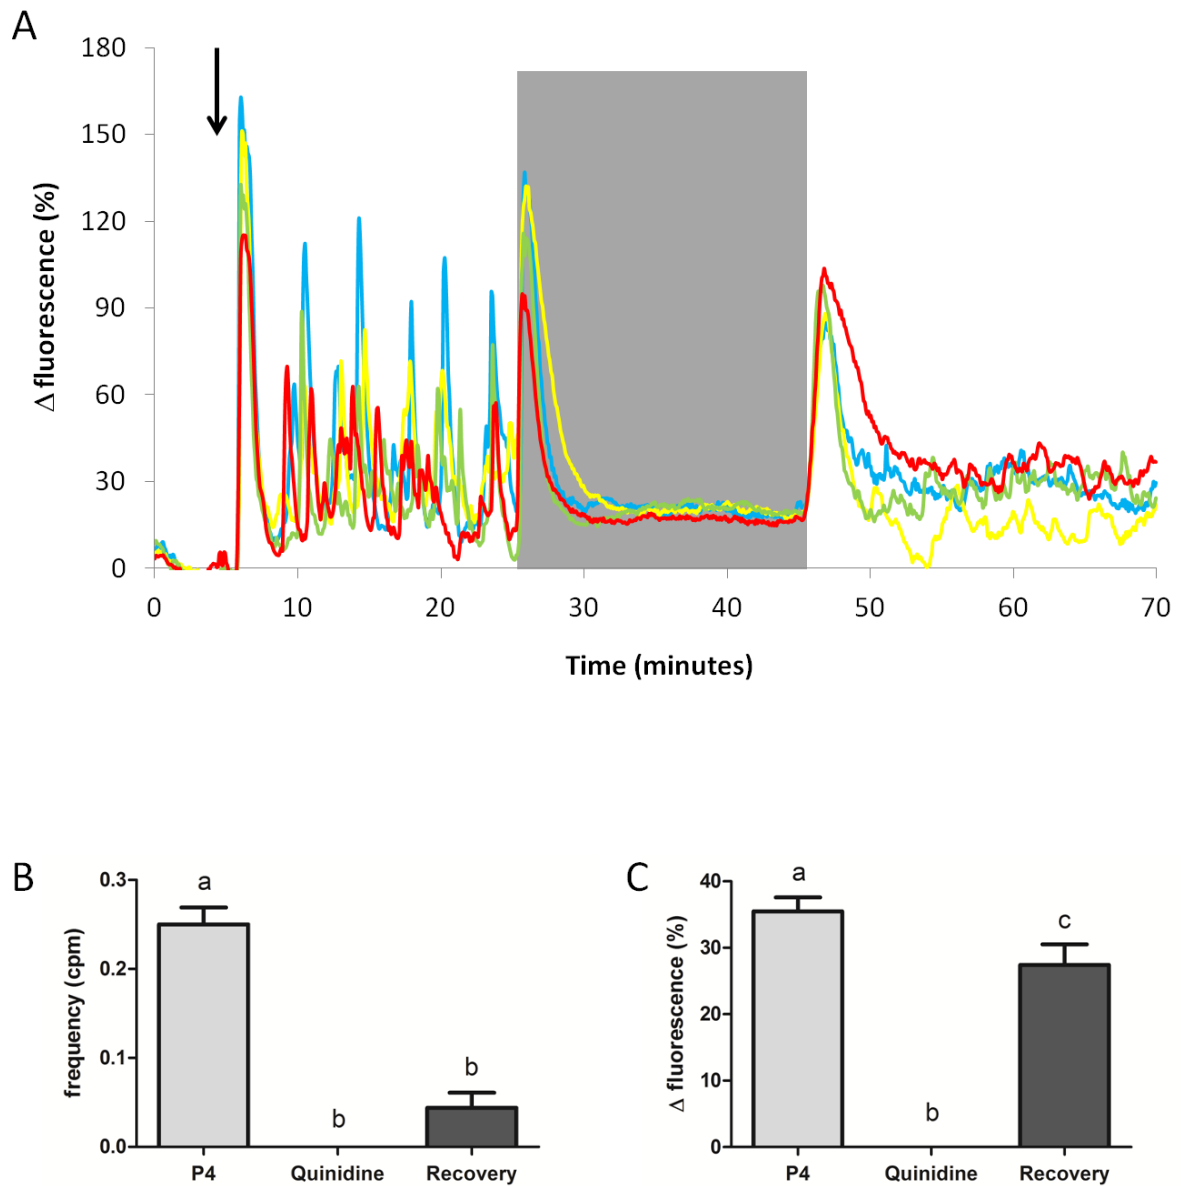 A
180
150
120
90
60
30
0
Δ fluorescence (%)
0 10 20 30 40 50 60 70
Time (minutes)
B
0.3
0.2
0.1
0.0
frequency (cpm)
a
b
b
P4 Quinidine Recovery
C
40
30
20
10
0
Δ fluorescence (%)
a
b
c
P4 Quinidine Recovery